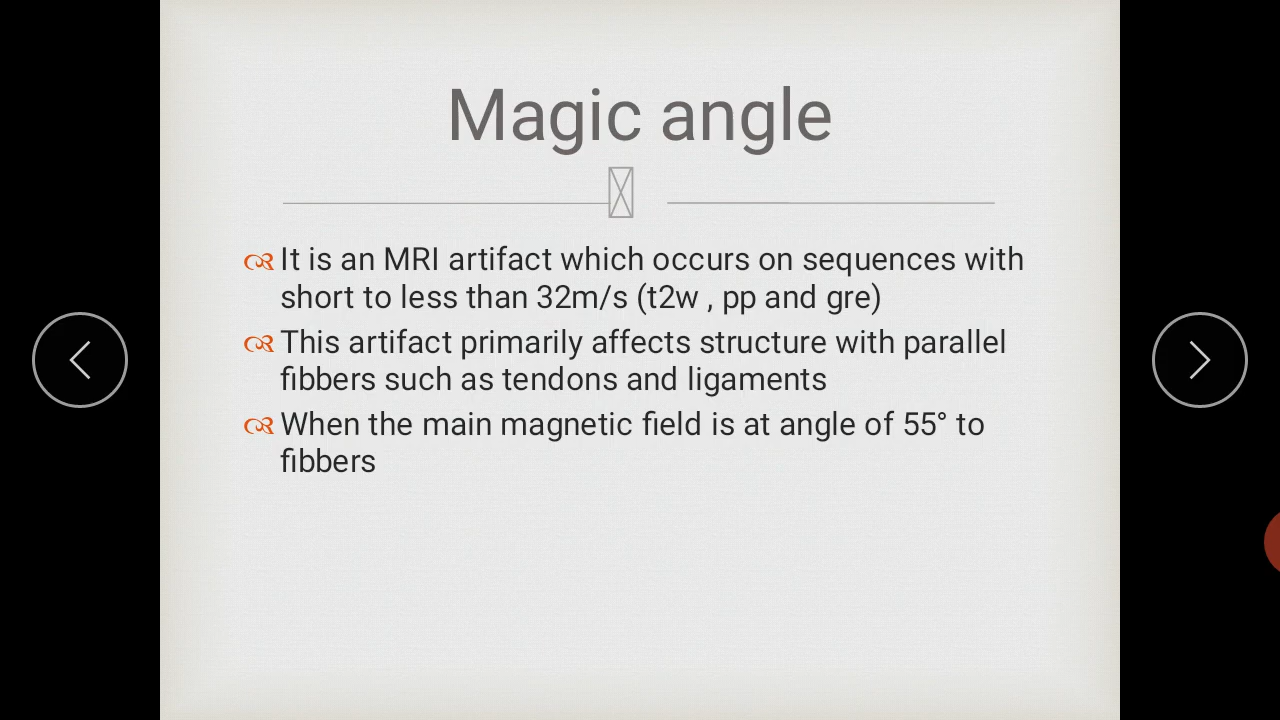 Magic angle
It is an MRI artifact which occurs on sequences with
short to less than 32m/s (t2w , pp and gre)
This artifact primarily affects structure with parallel
fibbers such as tendons and ligaments
When the main magnetic field is at angle of 55° to
fibbers